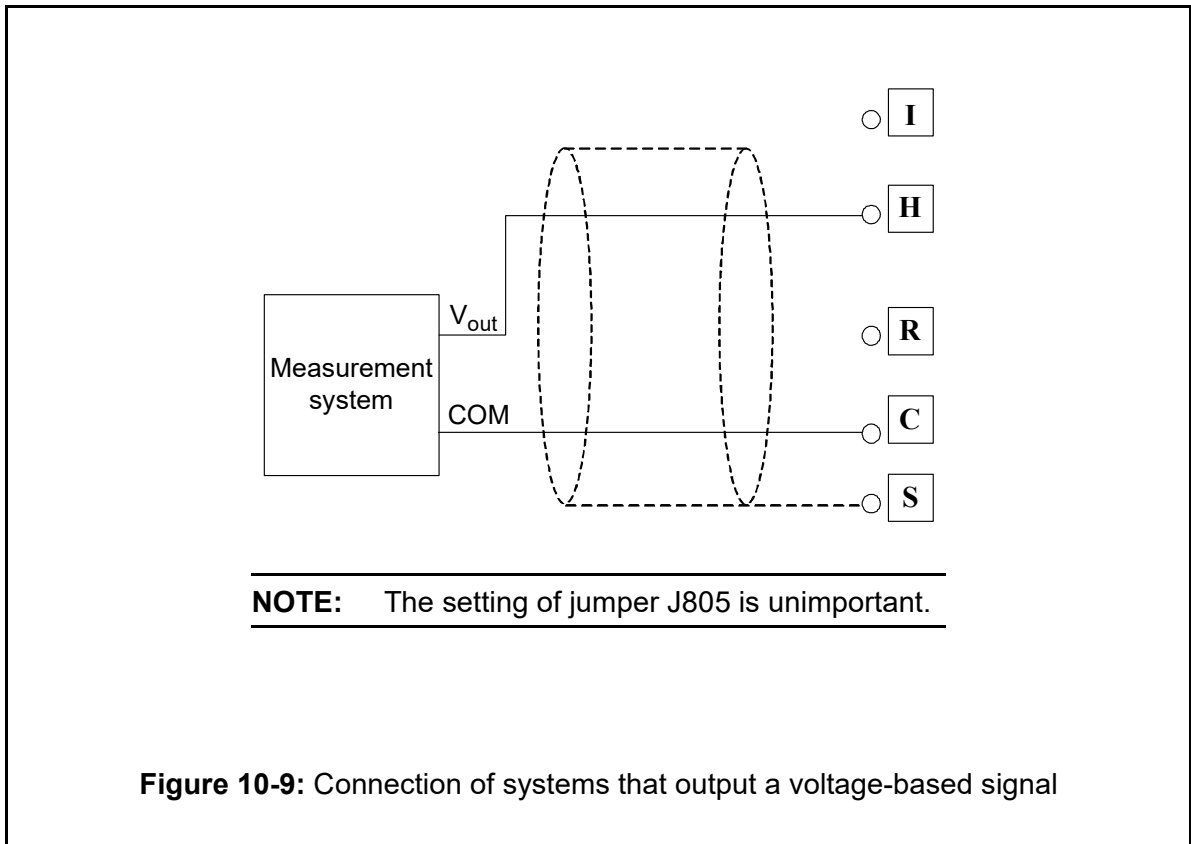 I
H
V_out
R
Measurement
system
COM
C
S
NOTE: The setting of jumper J805 is unimportant.
Figure 10-9: Connection of systems that output a voltage-based signal